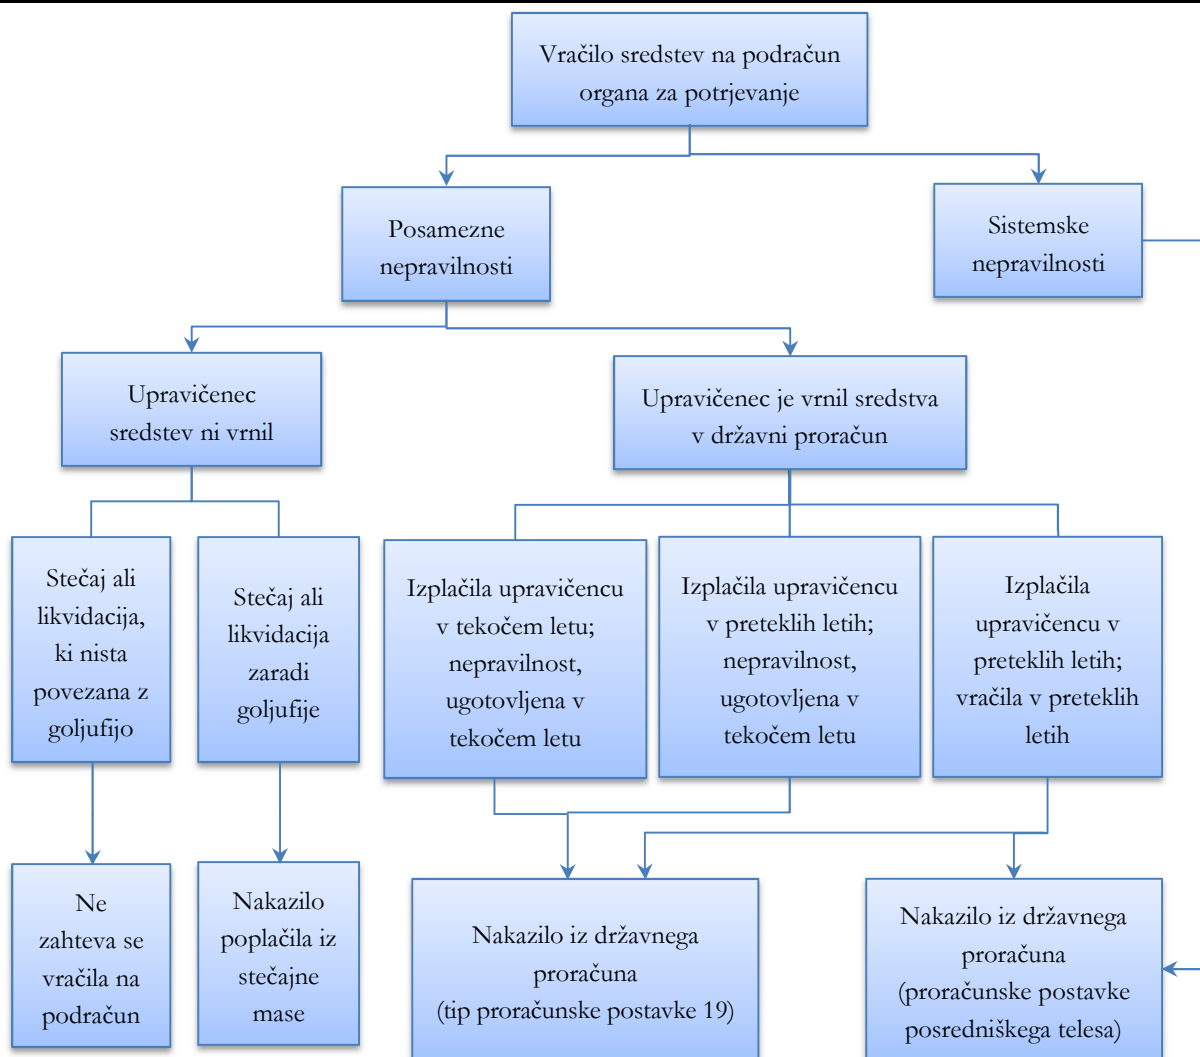 Vračilo sredstev na podračun
organa za potrjevanje
Posamezne
nepravilnosti
Sistemske
nepravilnosti
Upravičenec
sredstev ni vrnil
Upravičenec je vrnil sredstva
v državni proračun
Stečaj ali
likvidacija,
ki nista
povezana z
goljufijo
Stečaj ali
likvidacija
zaradi
goljufije
Izplačila upravičencu
v tekočem letu;
nepravilnost,
ugotovljena v
tekočem letu
Izplačila upravičencu
v preteklih letih;
nepravilnost,
ugotovljena v
tekočem letu
Izplačila
upravičencu v
preteklih letih;
vračila v preteklih
letih
Ne
zahteva se
vračila na
podračun
Nakazilo
poplačila iz
stečajne
mase
Nakazilo iz državnega
proračuna
(tip proračunske postavke 19)
Nakazilo iz državnega
proračuna
(proračunske postavke
posredniškega telesa)